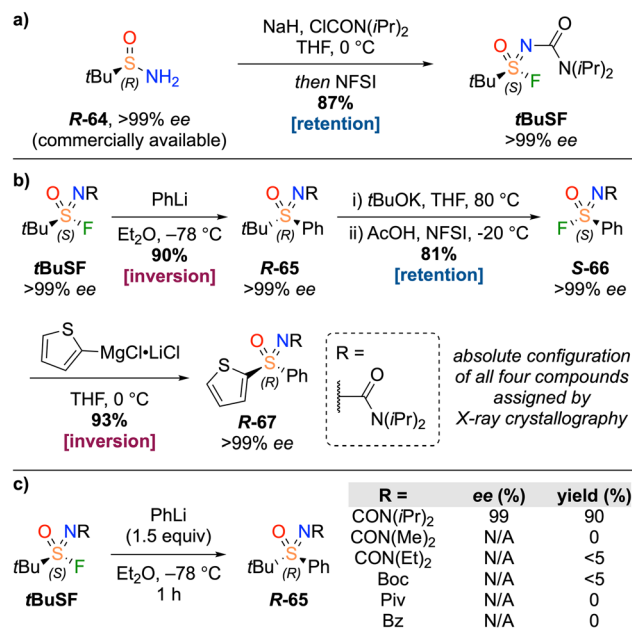 a)
O
S
tBu NH2
(R)
R-64, >99% ee
(commercially available)
NaH, ClCON(iPr)2
THF, 0 °C
then NFSI
87%
[retention]
O
O N
S N(iPr)2
tBu F
(S)
tBuSF
>99% ee
b)
O NR
S
tBu F
(S)
tBuSF
>99% ee
PhLi
Et2O, –78 °C
90%
[inversion]
O NR
S
tBu Ph
(R)
R-65
>99% ee
i) tBuOK, THF, 80 °C
ii) AcOH, NFSI, -20 °C
81%
[retention]
O NR
S
F Ph
(S)
S-66
>99% ee
S
MgCl•LiCl
THF, 0 °C
93%
[inversion]
O NR
S S
Ph
(R)
R-67
>99% ee
R =
O
N(iPr)2
absolute configuration
of all four compounds
assigned by
X-ray crystallography
c)
O NR
S
tBu F
(S)
tBuSF
PhLi
(1.5 equiv)
Et2O, –78 °C
1 h
O NR
S
tBu Ph
(R)
R-65
R = ee (%) yield (%)
CON(iPr)2 99 90
CON(Me)2 N/A 0
CON(Et)2 N/A <5
Boc N/A <5
Piv N/A 0
Bz N/A 0